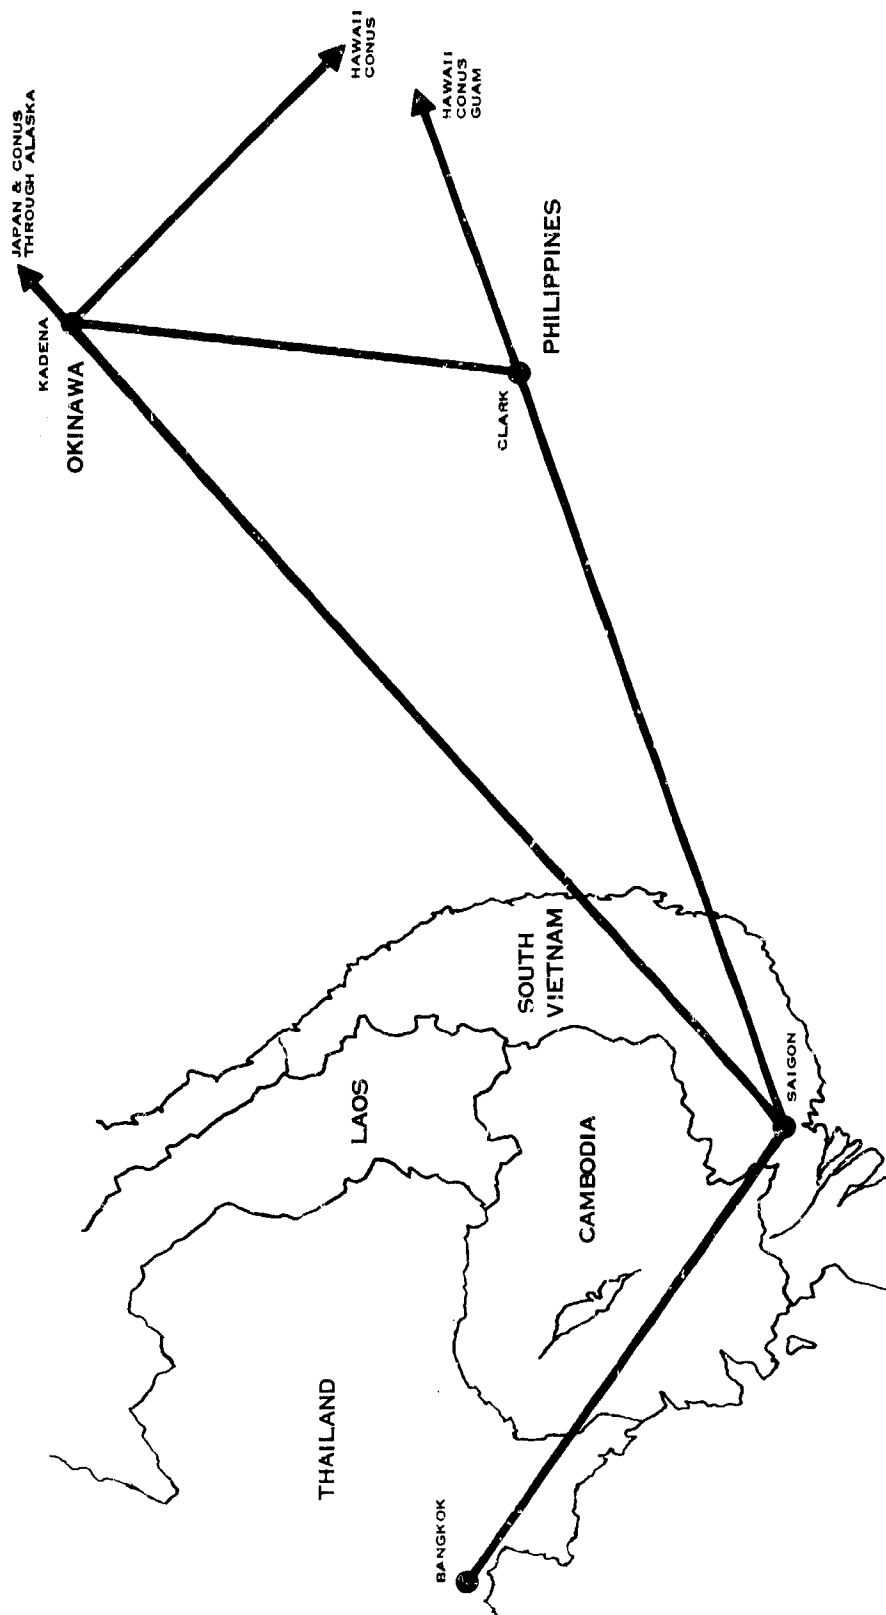 JAPAN & CONUS
THROUGH ALASKA
KADENA
OKINAWA
HAWAII
CONUS
HAWAII
CONUS
GUAM
CLARK
PHILIPPINES
SOUTH
VIETNAM
LAOS
CAMBODIA
SAIGON
THAILAND
BANGKOK